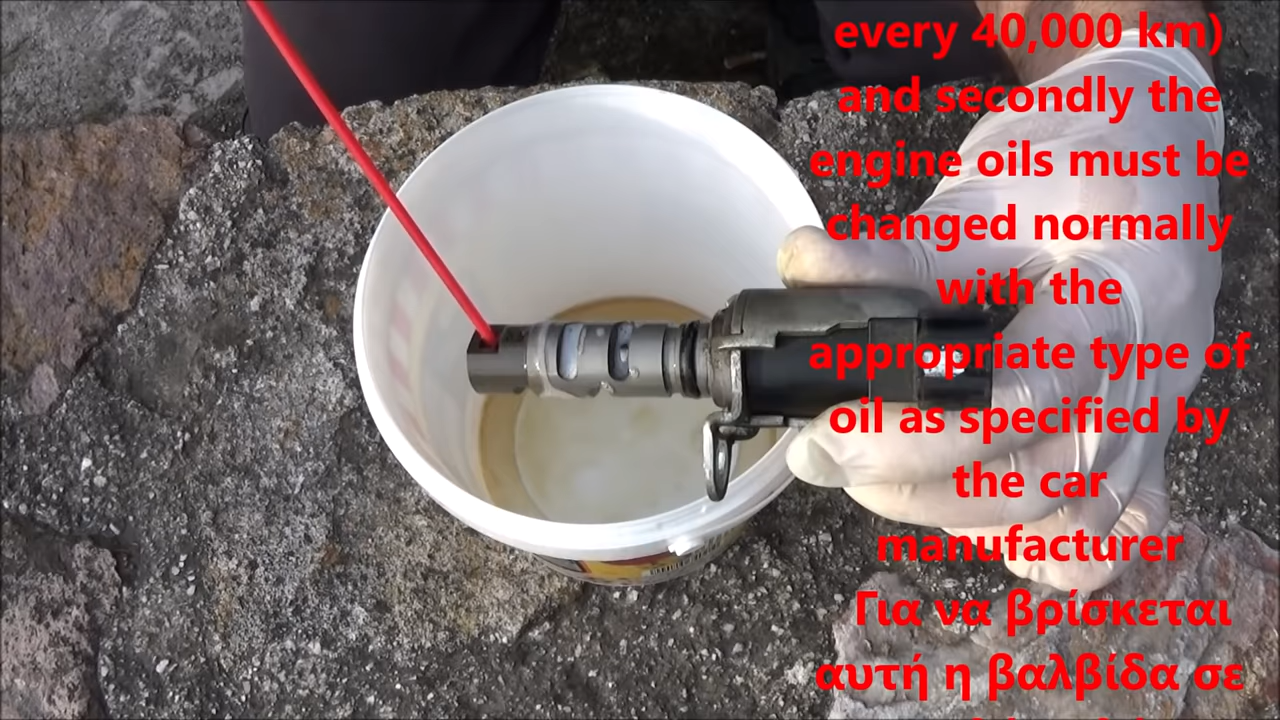 every 40,000 km)
and secondly the
engine oils must be
changed normally
with the
appropriate type of
oil as specified by
the car
manufacturer
Για να βρίσκεται
αυτή η βαλβίδα σε